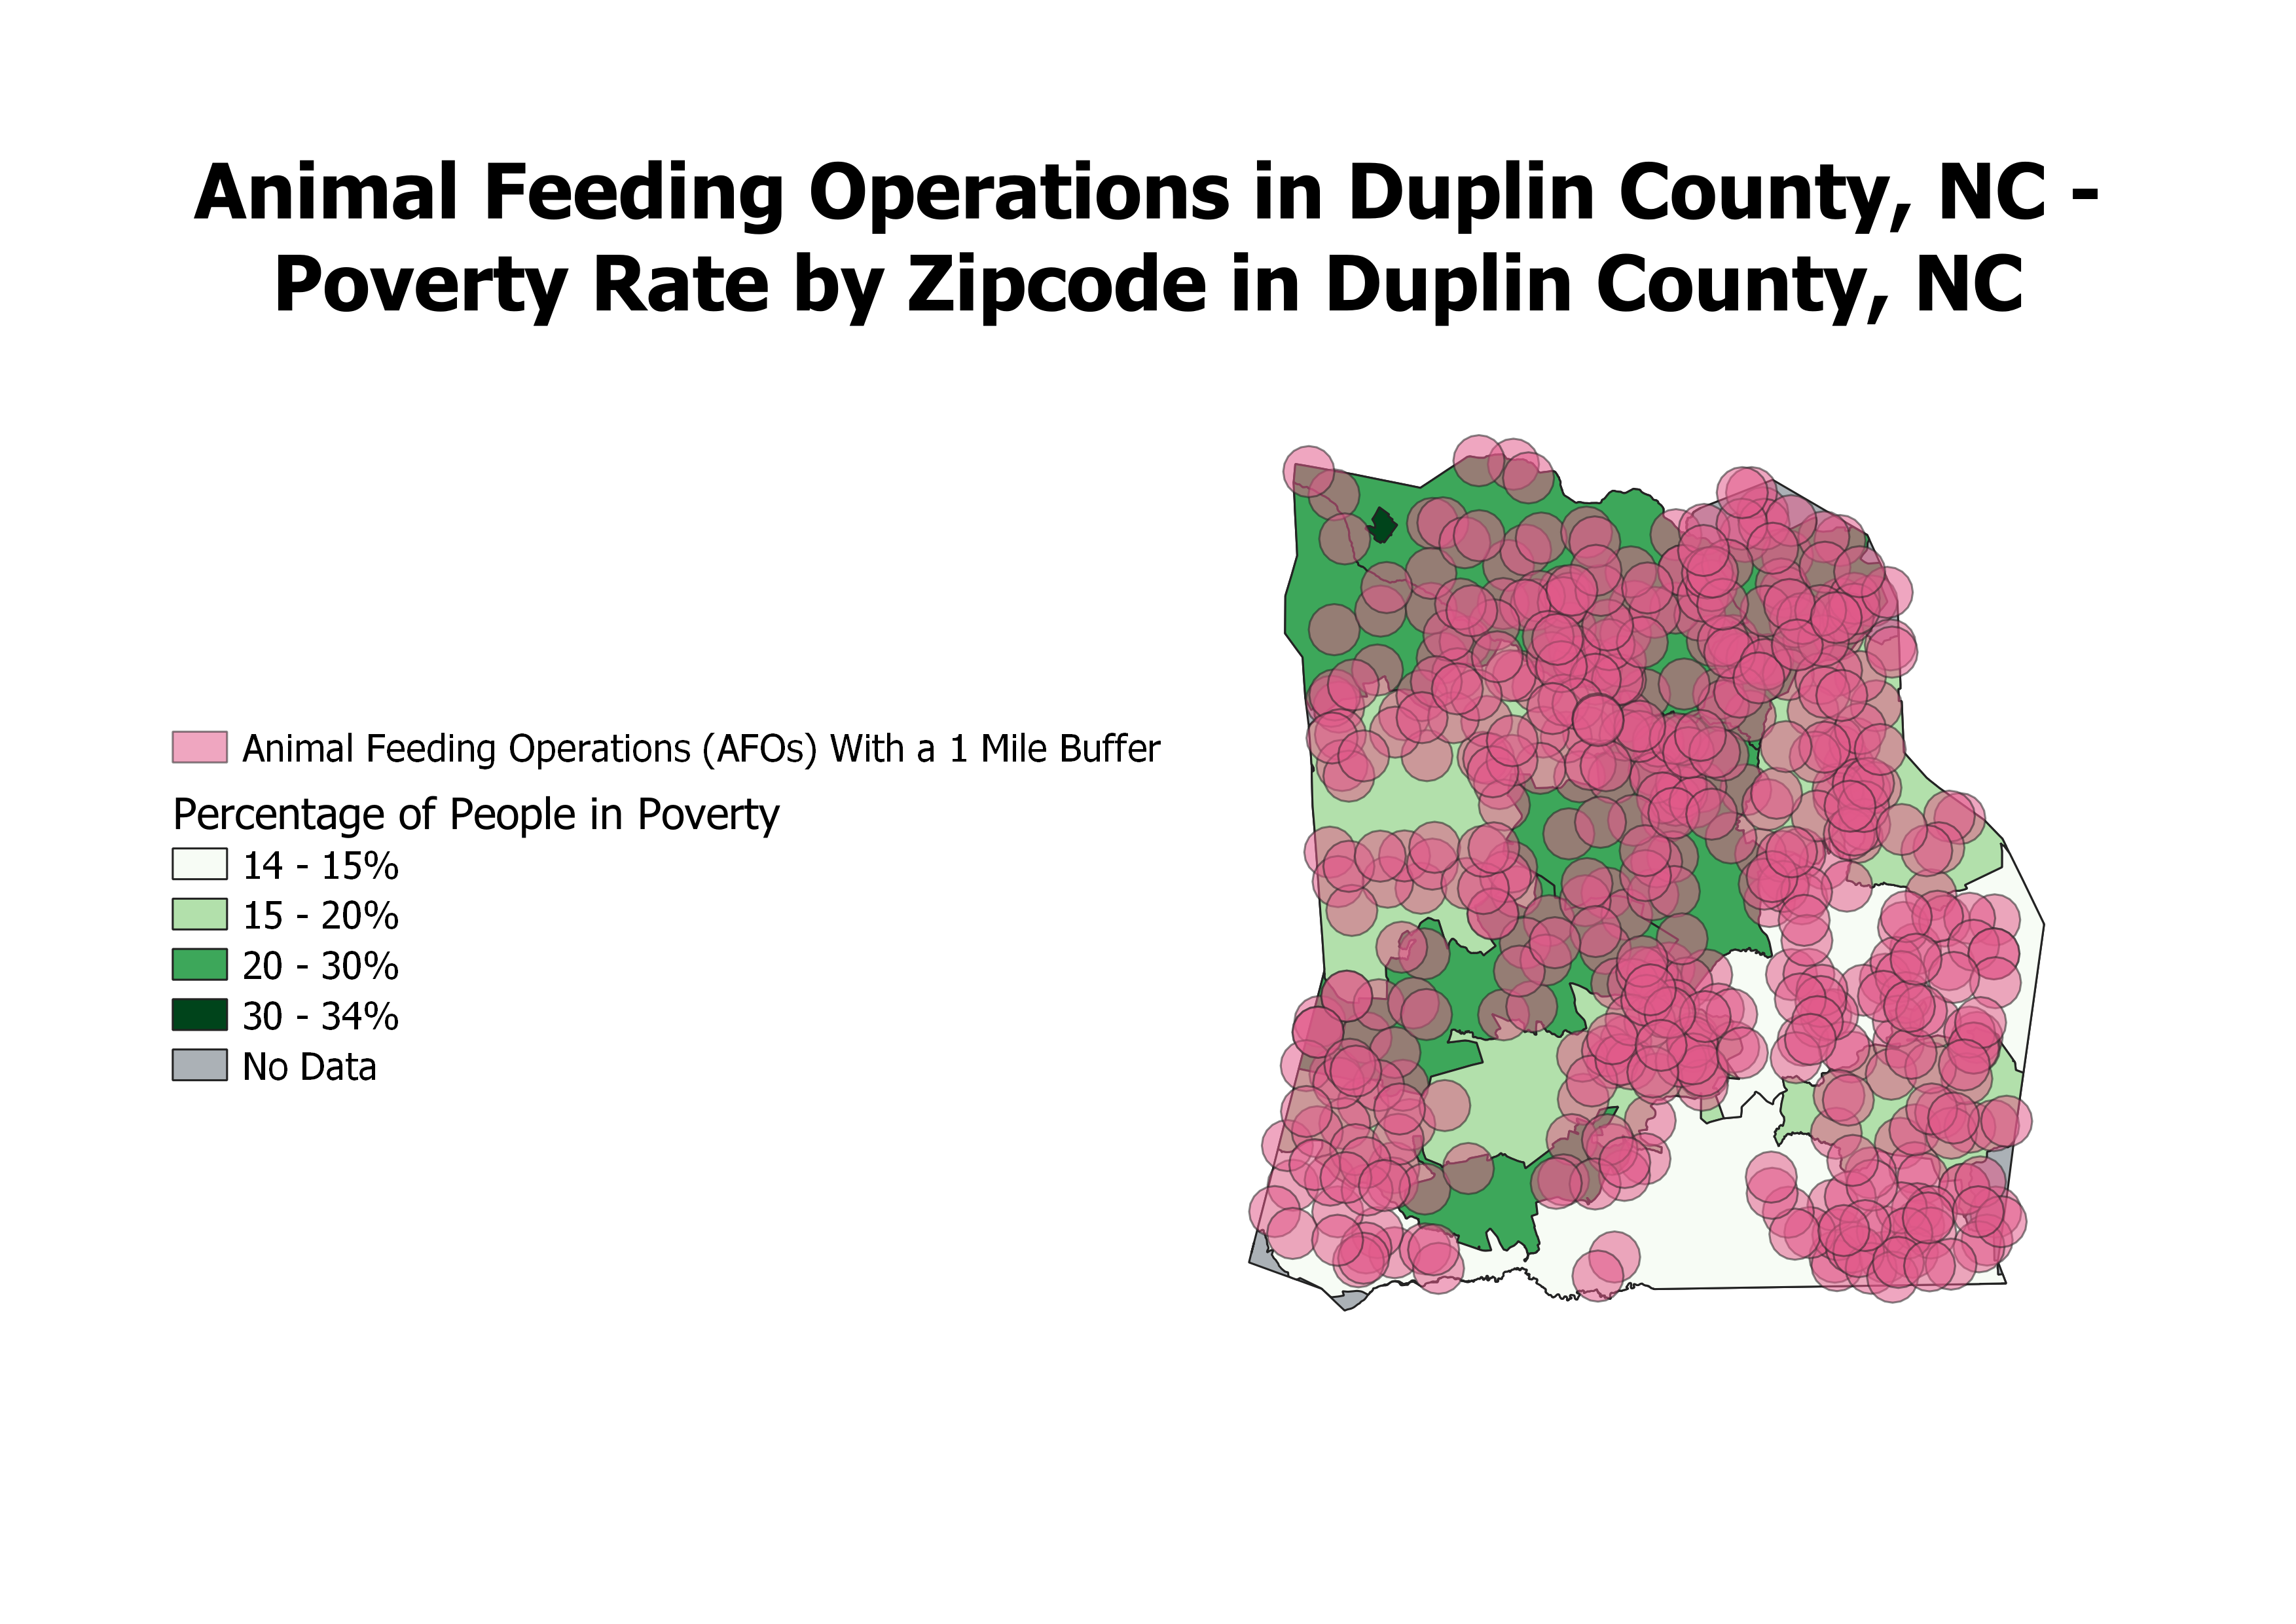 Animal Feeding Operations in Duplin County, NC -
Poverty Rate by Zipcode in Duplin County, NC
Animal Feeding Operations (AFOs) With a 1 Mile Buffer
Percentage of People in Poverty
14 - 15%
15 - 20%
20 - 30%
30 - 34%
No Data